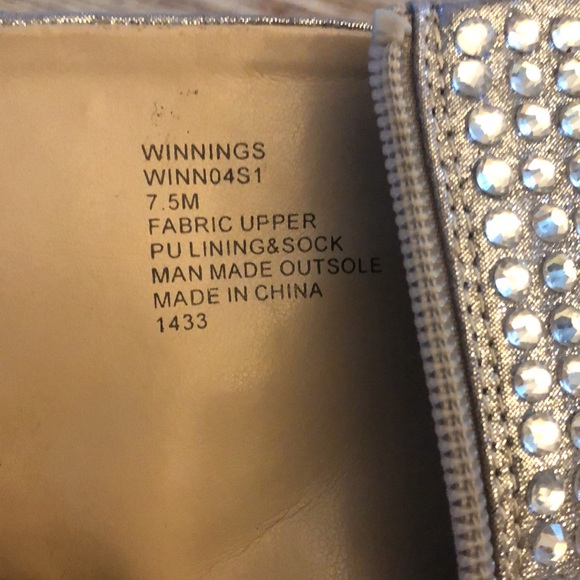 WINNINGS
WINN04S1
7.5M
FABRIC UPPER
PU LINING&SOCK
MAN MADE OUTSOLE
MADE IN CHINA
1433